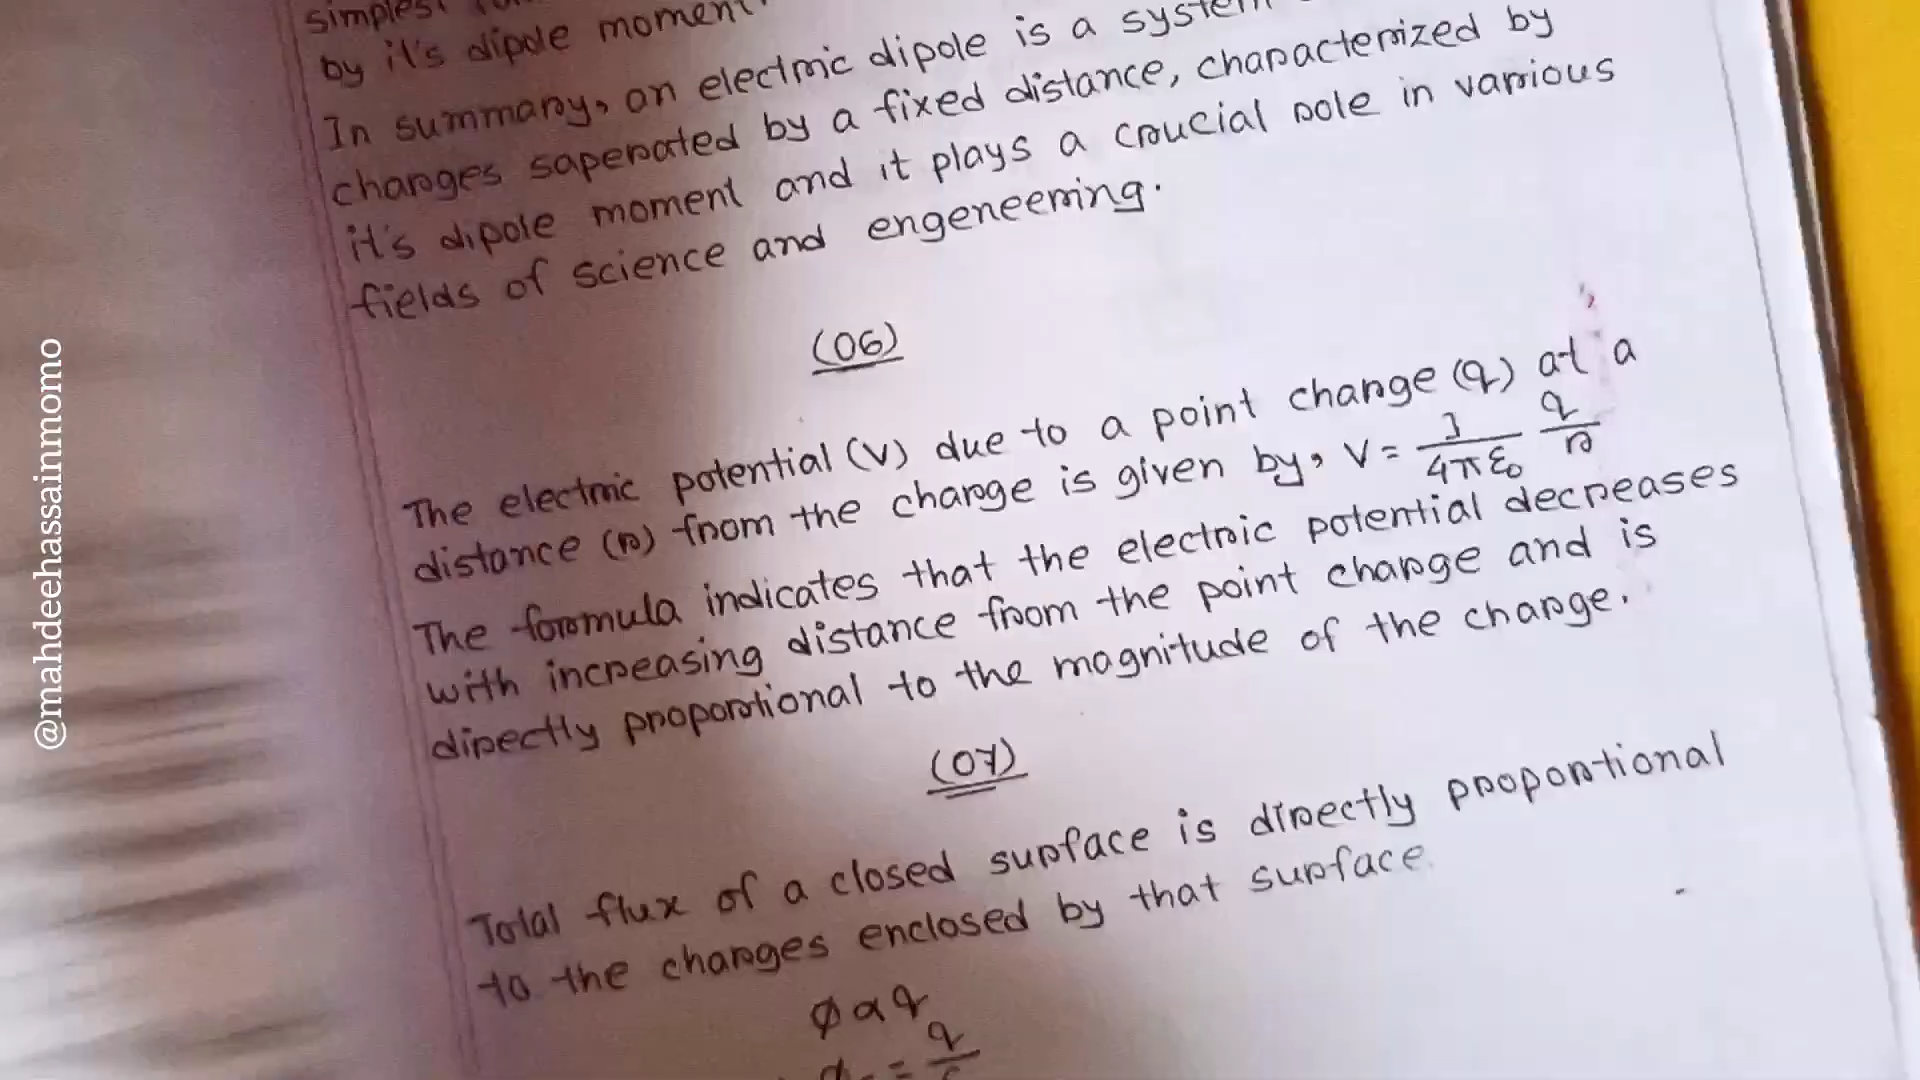 simplest
by it's dipole moment
In summary, an electric dipole is a system
charges saperated by a fixed distance, characterized by
it's dipole moment and it plays a crucial role in various
fields of science and engeneering.
(06)
The electric potential (V) due to a point charge (q) at a
distance (r) from the charge is given by, V = 1/4πε₀ q/r
The formula indicates that the electric potential decreases
with increasing distance from the point charge and is
directly proportional to the magnitude of the charge.
(07)
Total flux of a closed surface is directly proportional
to the charges enclosed by that surface.
φ α q
= q
@mahdeehassainmomo